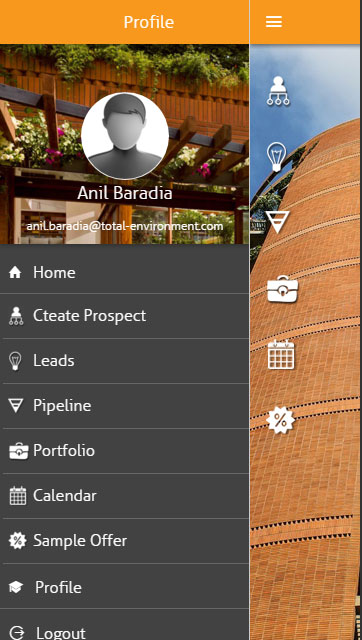 Profile
Anil Baradia
anil.baradia@total-environment.com
Home
Cteate Prospect
Leads
Pipeline
Portfolio
Calendar
Sample Offer
Profile
Logout